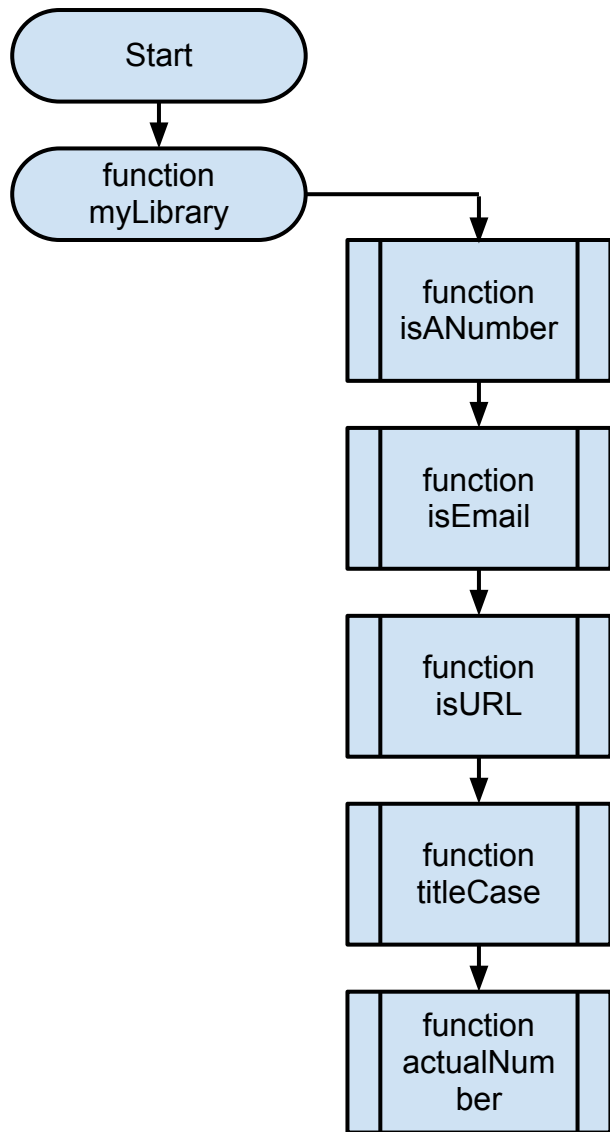 Start
function
myLibrary
function
isANumber
function
isEmail
function
isURL
function
titleCase
function
actualNum
ber